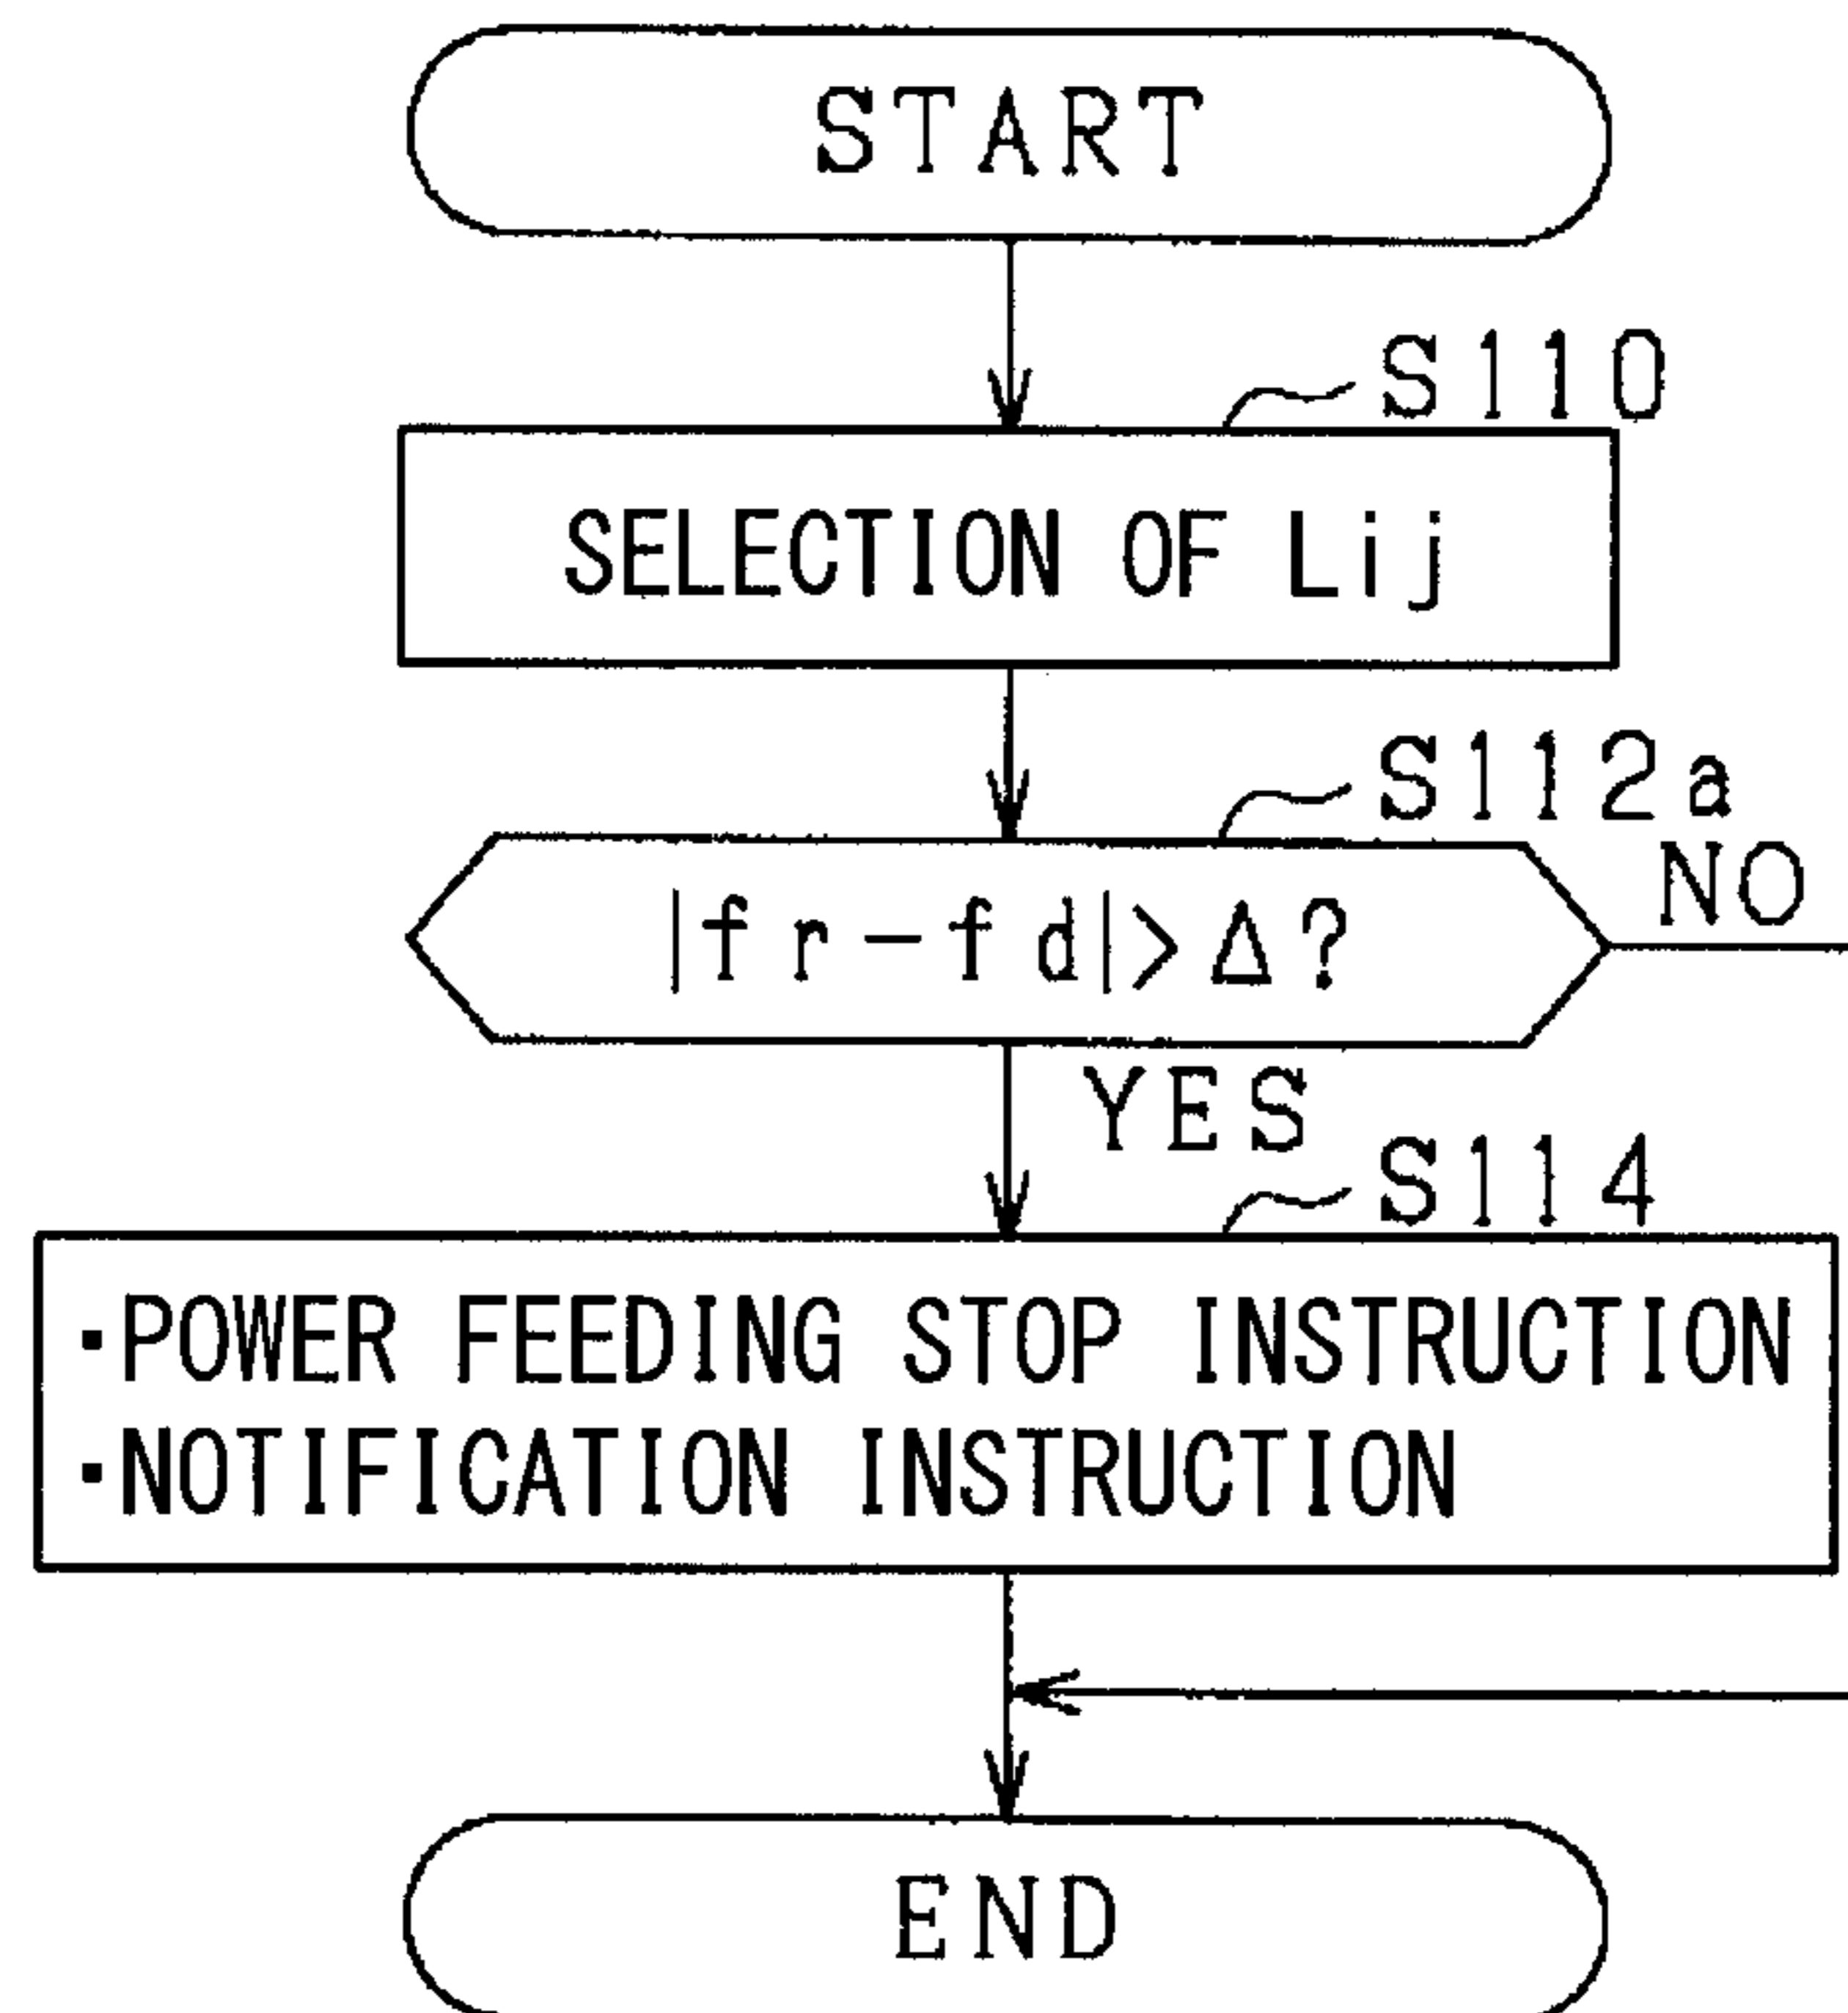 START
S110
SELECTION OF Lij
S112a
NO
|fr-fd|>Δ?
YES
S114
▪POWER FEEDING STOP INSTRUCTION
▪NOTIFICATION INSTRUCTION
END